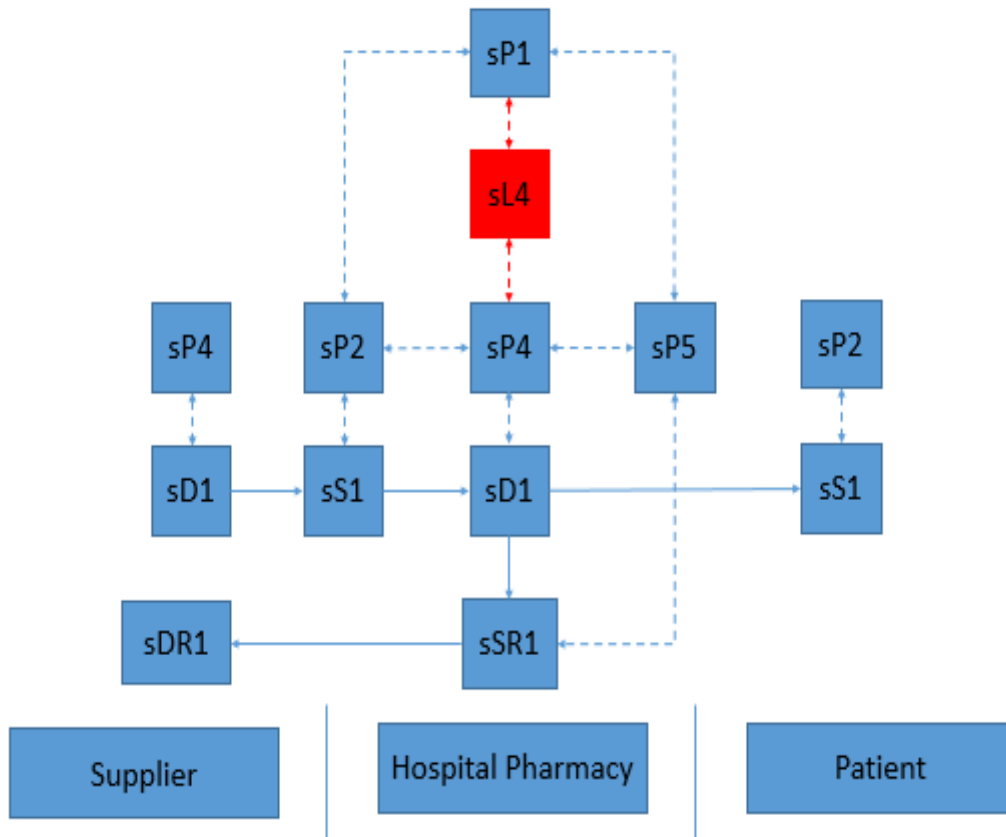 sP1
sL4
sP4
sP2
sP4
sP5
sP2
sD1
sS1
sD1
sS1
sDR1
sSR1
Supplier
Hospital Pharmacy
Patient